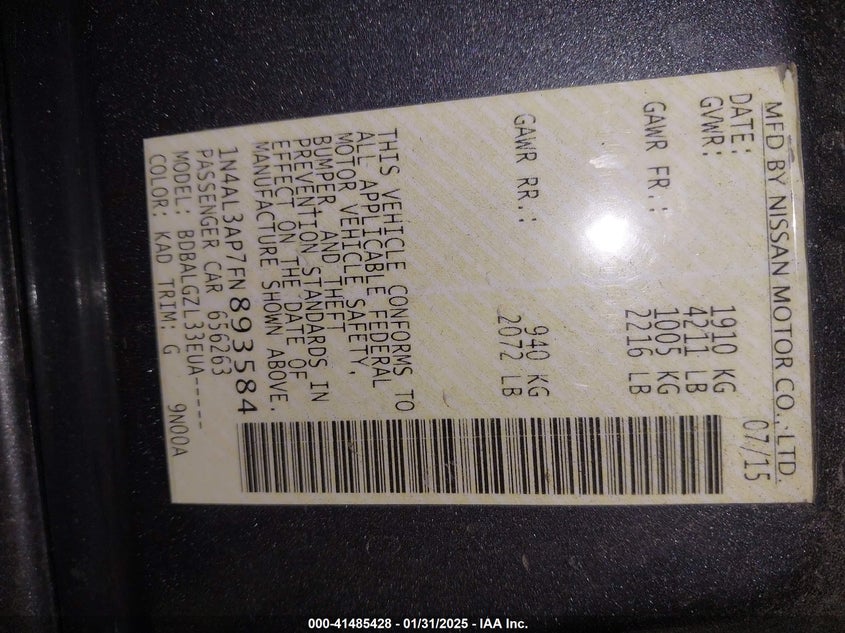 MFD BY NISSAN MOTOR CO., LTD.
DATE: 07/15
GVWR: 1910 KG
4211 LB
GAWR FR.: 1005 KG
2216 LB
GAWR RR.: 940 KG
2072 LB
THIS VEHICLE CONFORMS TO
ALL APPLICABLE FEDERAL
MOTOR VEHICLE SAFETY,
BUMPER, AND THEFT
PREVENTION STANDARDS IN
EFFECT ON THE DATE OF
MANUFACTURE SHOWN ABOVE.
1N4AL3AP7FN893584
PASSENGER CAR 656263
MODEL: BDBALGZL33EUA-----
COLOR: KAD TRIM: G 9N00A
000-41485428 - 01/31/2025 - IAA Inc.